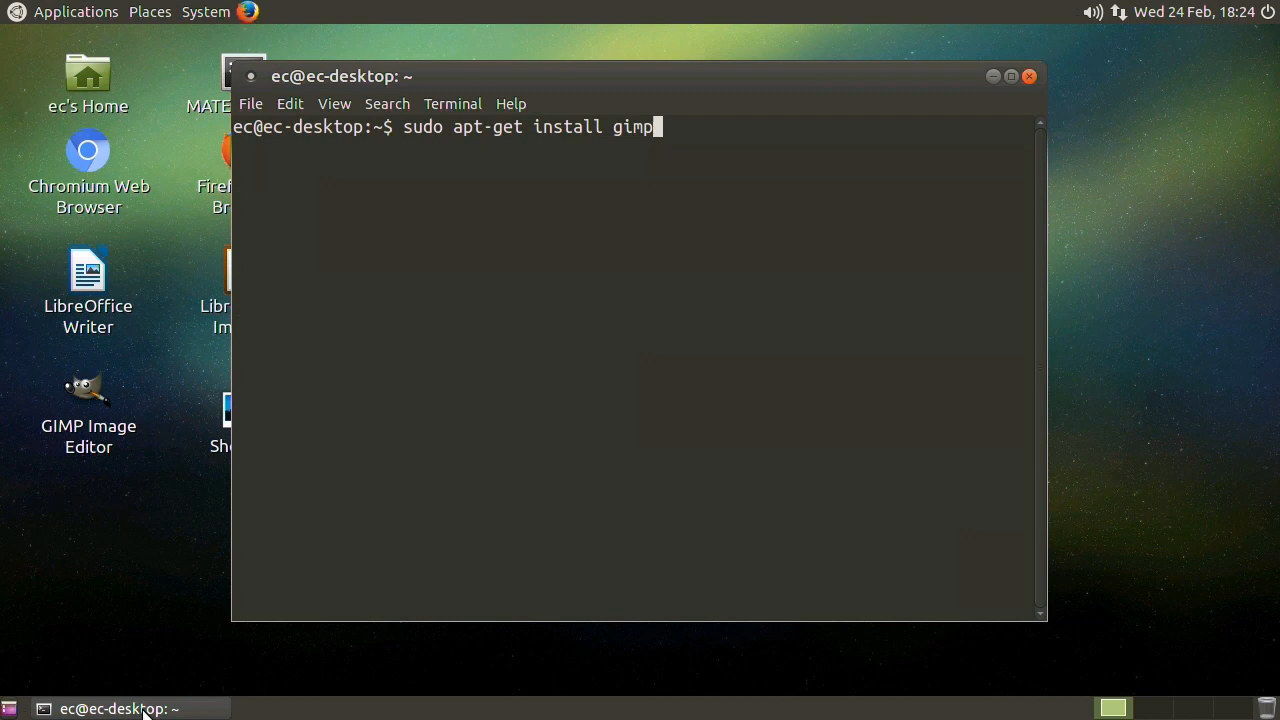 Applications Places System
Wed 24 Feb, 18:24
ec's Home
MATE
Chromium Web
Browser
LibreOffice
Writer
GIMP Image
Editor
ec@ec-desktop: ~
File Edit View Search Terminal Help
ec@ec-desktop:~$ sudo apt-get install gimp
ec@ec-desktop: ~